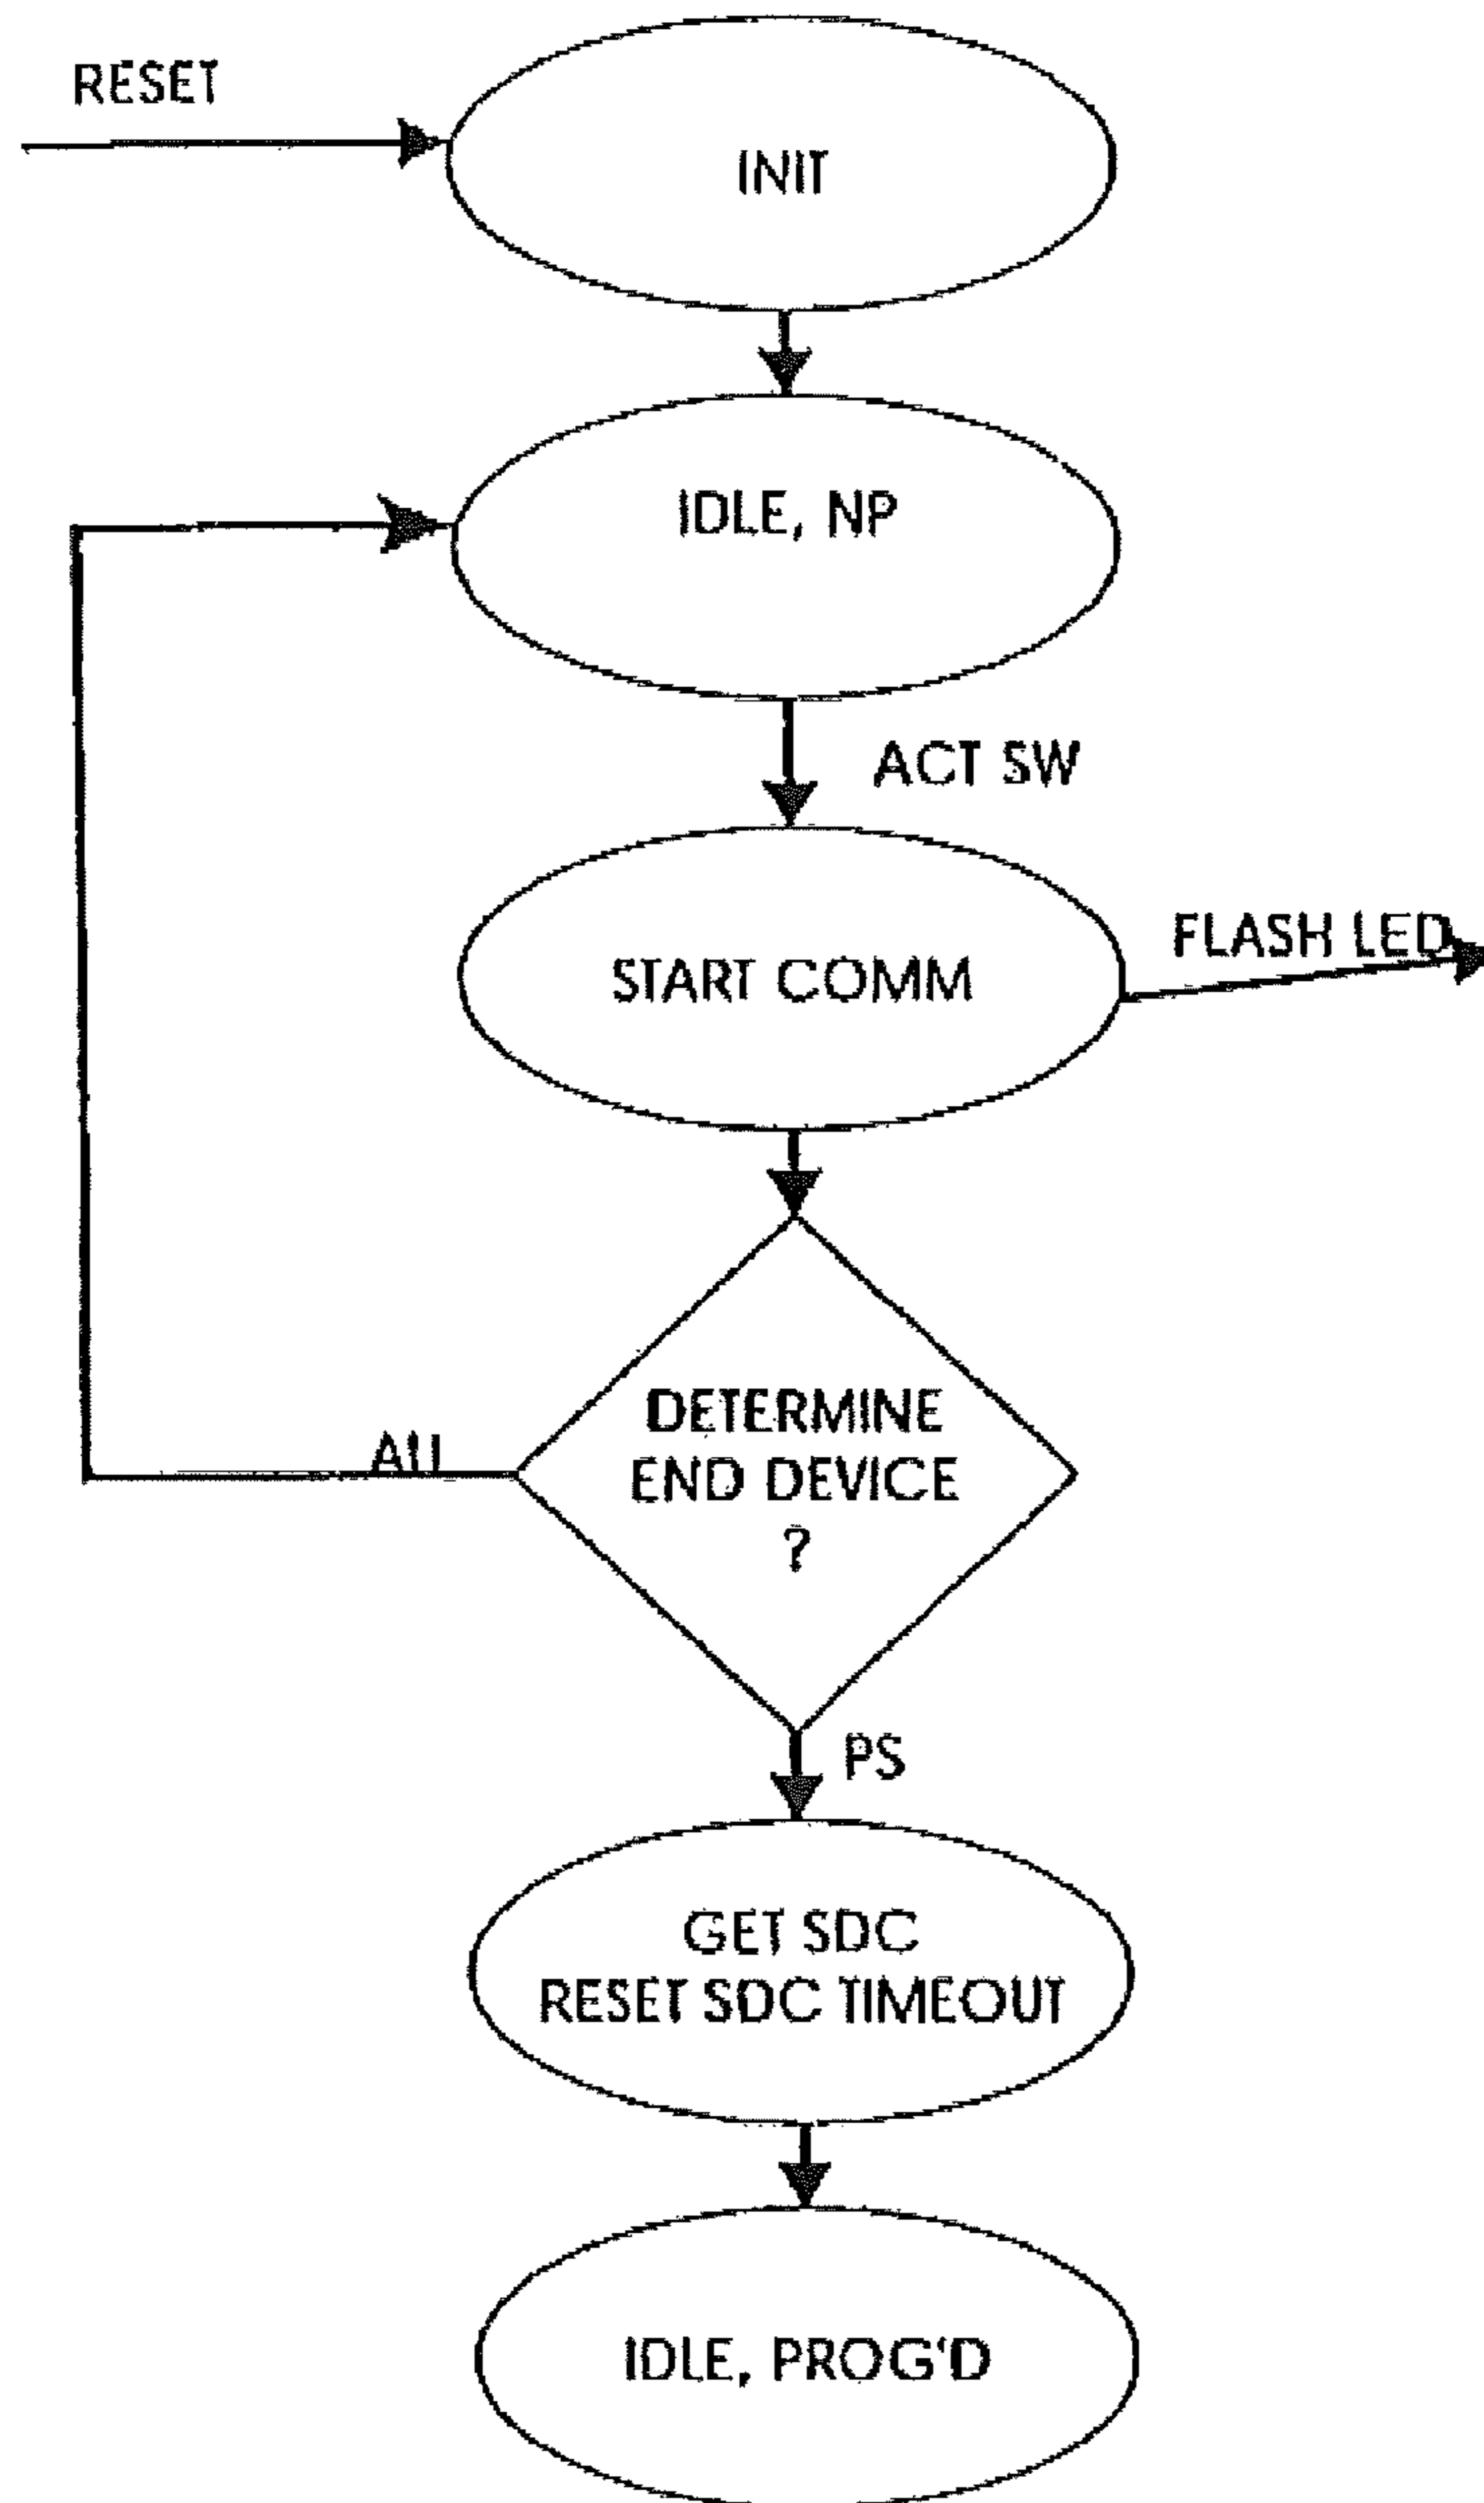 RESET
INIT
IDLE, NP
ACT SW
START COMM
FLASH LED
DETERMINE
END DEVICE
?
PS
GET SDC
RESET SDC TIMEOUT
IDLE, PROG'D